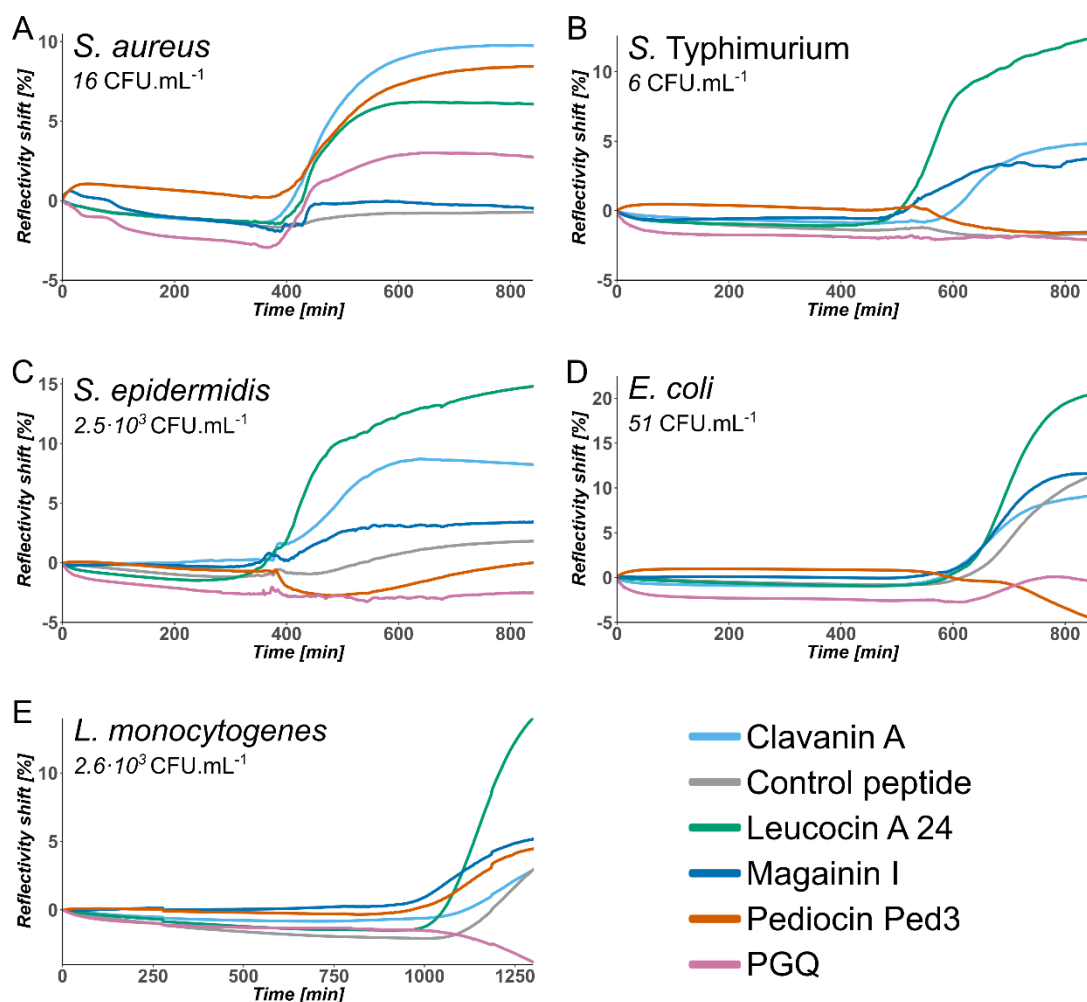 A
S. aureus
16 CFU.mL⁻¹
Reflectivity shift [%]
10
5
0
-5
0 200 400 600 800
Time [min]
B
S. Typhimurium
6 CFU.mL⁻¹
Reflectivity shift [%]
10
5
0
-5
0 200 400 600 800
Time [min]
C
S. epidermidis
2.5·10³ CFU.mL⁻¹
Reflectivity shift [%]
15
10
5
0
-5
0 200 400 600 800
Time [min]
D
E. coli
51 CFU.mL⁻¹
Reflectivity shift [%]
20
15
10
5
0
-5
0 200 400 600 800
Time [min]
E
L. monocytogenes
2.6·10³ CFU.mL⁻¹
Reflectivity shift [%]
10
5
0
0 250 500 750 1000 1250
Time [min]
Clavanin A
Control peptide
Leucocin A 24
Magainin I
Pediocin Ped3
PGQ